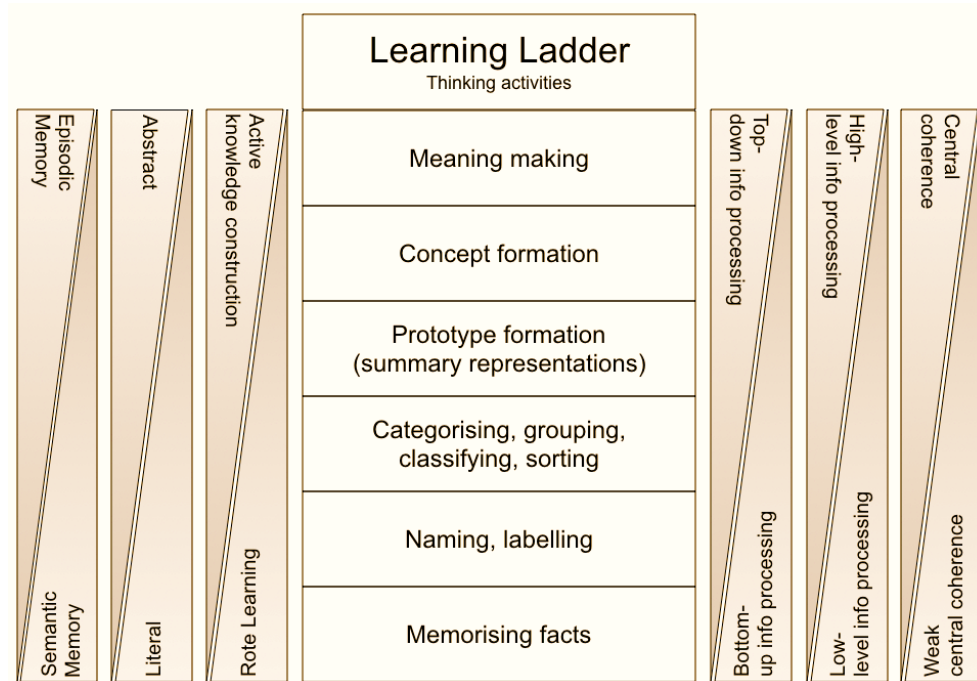 Learning Ladder
Thinking activities
Episodic
Memory
Abstract
Active
knowledge construction
Meaning making
Concept formation
Prototype formation
(summary representations)
Categorising, grouping,
classifying, sorting
Naming, labelling
Memorising facts
Semantic
Memory
Literal
Rote Learning
Top-
down info processing
High-
level info processing
Central
coherence
Bottom-
up info processing
Low-
level info processing
Weak
central coherence